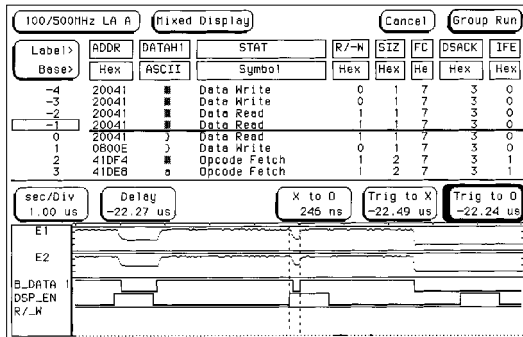 100/500MHz LA A Mixed Display Cancel Group Run
Label> ADDR DATAH1 STAT R/-W SIZ FC DSACK IFE
Base> Hex ASCII Symbol Hex Hex He Hex Hex
-4 20041 Data Write 0 1 7 3 0
-3 20041 Data Write 0 1 7 3 0
-2 20041 Data Read 1 1 7 3 0
-1 20041 Data Read 1 1 7 3 0
0 20041 ) Data Read 1 1 7 3 0
1 0800E ) Data Write 0 1 7 3 0
2 41DF4 Opcode Fetch 1 2 7 3 1
3 41DE8 a Opcode Fetch 1 2 7 3 1
sec/Div Delay X to O Trig to X Trig to O
1.00 us -22.27 us 246 ns -22.49 us -22.24 us
E1
E2
B_DATA 1
DSP_EN
R/_W